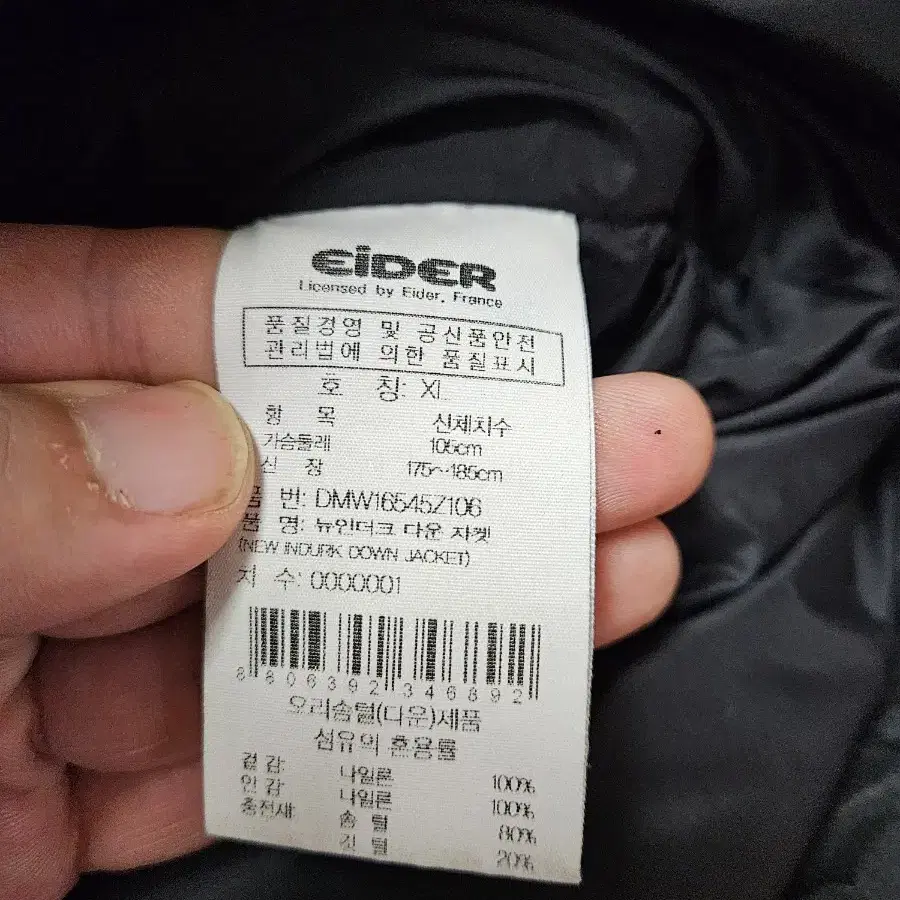 EiDER
Licensed by Eider, France
품질경영 및 공산품안전
관리법에 의한 품질표시
호 칭: XL
항 목 신체치수
가슴둘레 105cm
신 장 175~185cm
품 번: DMW16545Z106
품 명: 뉴인더크 다운 자켓
(NEW INDURK DOWN JACKET)
치 수: 0000001
8 806392 346892
오리솜털(다운)제품
섬유의 혼용률
겉감: 나일론 100%
안감: 나일론 100%
충전재: 솜 털 80%
깃 털 20%